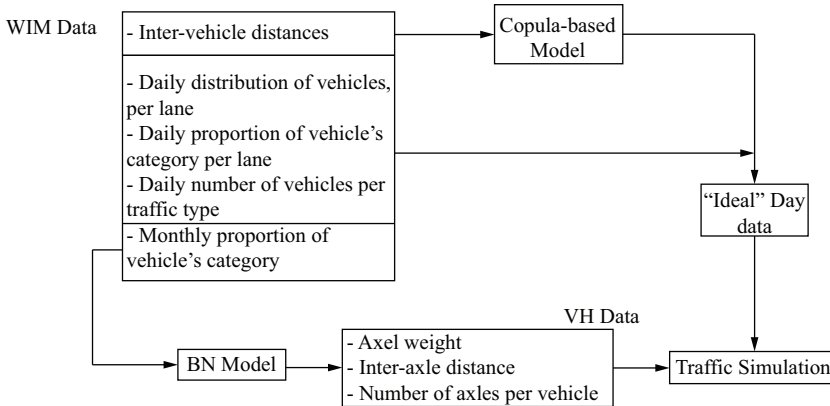 WIM Data
- Inter-vehicle distances
Copula-based
Model
- Daily distribution of vehicles,
per lane
- Daily proportion of vehicle's
category per lane
- Daily number of vehicles per
traffic type
- Monthly proportion of
vehicle's category
“Ideal” Day
data
VH Data
BN Model
- Axel weight
- Inter-axle distance
- Number of axles per vehicle
Traffic Simulation